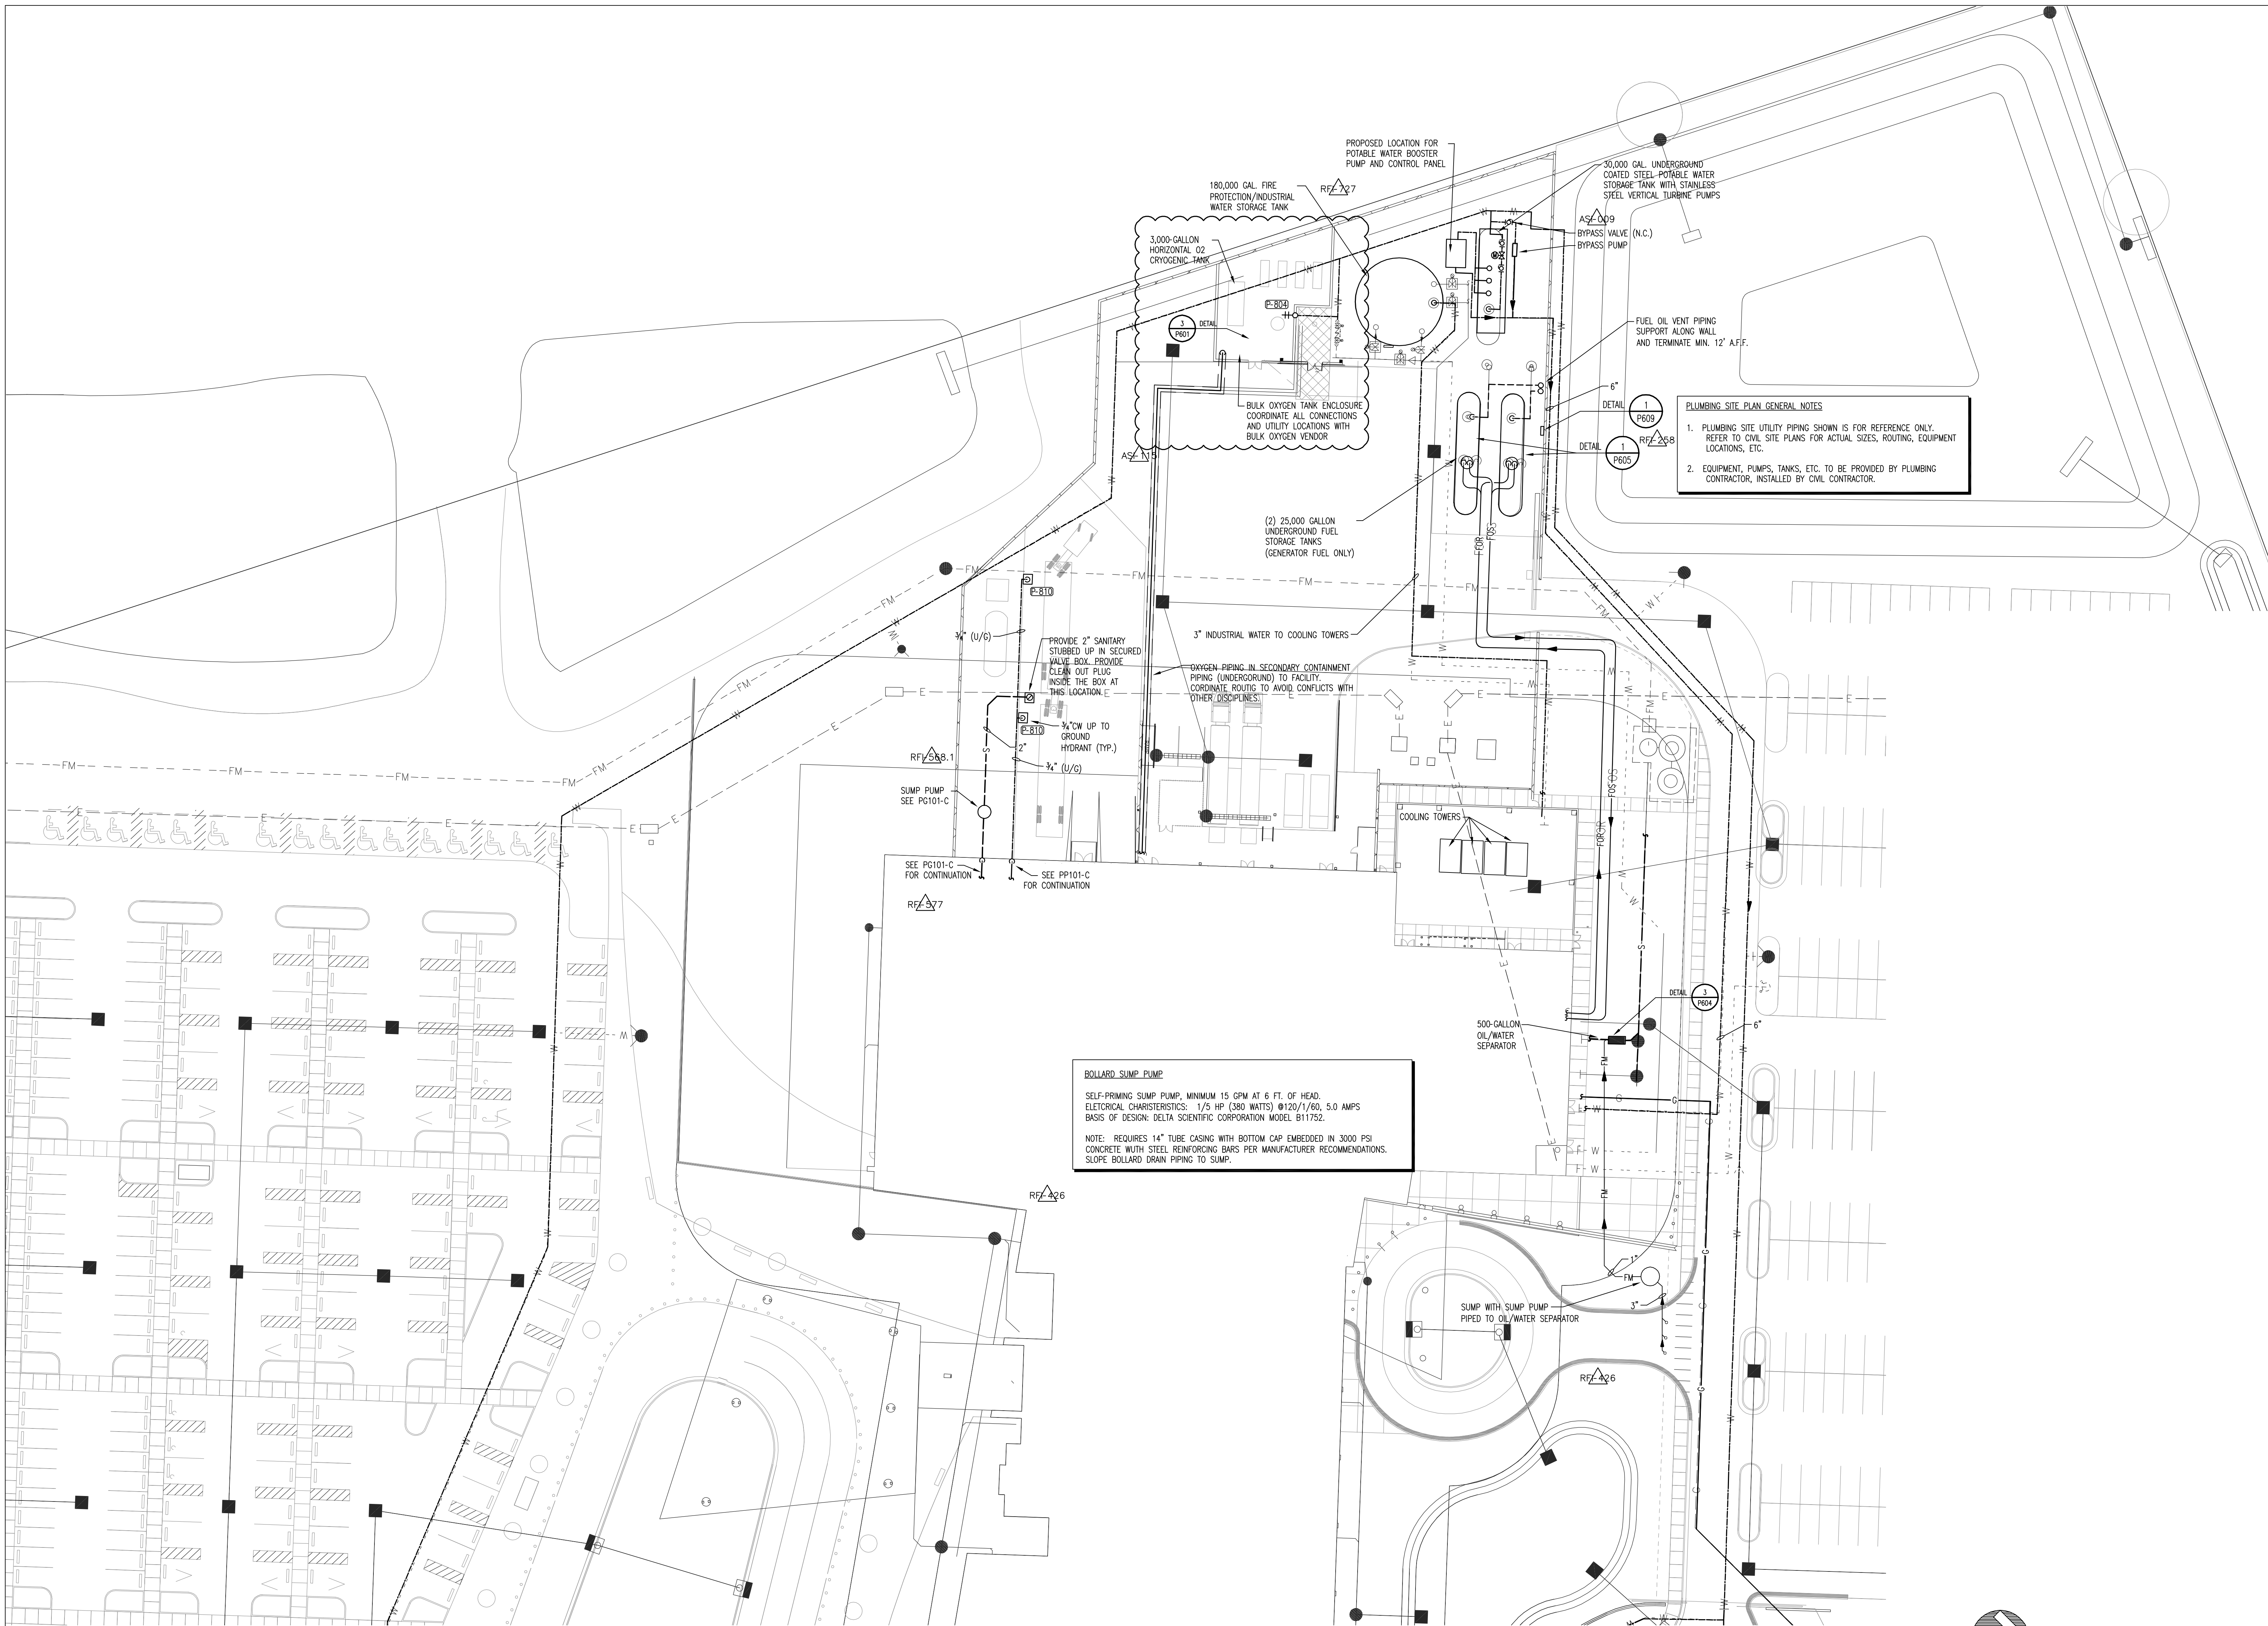 PROPOSED LOCATION FOR
POTABLE WATER BOOSTER
PUMP AND CONTROL PANEL
30,000 GAL. UNDERGROUND
COATED STEEL POTABLE WATER
STORAGE TANK WITH STAINLESS
STEEL VERTICAL TURBINE PUMPS
180,000 GAL. FIRE
PROTECTION/INDUSTRIAL
WATER STORAGE TANK
RFI-727
ASI-009
BYPASS VALVE (N.C.)
BYPASS PUMP
3,000-GALLON
HORIZONTAL O2
CRYOGENIC TANK
P-804
3
P601
DETAIL
FUEL OIL VENT PIPING
SUPPORT ALONG WALL
AND TERMINATE MIN. 12' A.F.F.
6"
DETAIL
1
P609
RFI-258
DETAIL
1
P605
BULK OXYGEN TANK ENCLOSURE
COORDINATE ALL CONNECTIONS
AND UTILITY LOCATIONS WITH
BULK OXYGEN VENDOR
ASI-115
PLUMBING SITE PLAN GENERAL NOTES
1. PLUMBING SITE UTILITY PIPING SHOWN IS FOR REFERENCE ONLY.
REFER TO CIVIL SITE PLANS FOR ACTUAL SIZES, ROUTING, EQUIPMENT
LOCATIONS, ETC.
2. EQUIPMENT, PUMPS, TANKS, ETC. TO BE PROVIDED BY PLUMBING
CONTRACTOR, INSTALLED BY CIVIL CONTRACTOR.
(2) 25,000 GALLON
UNDERGROUND FUEL
STORAGE TANKS
(GENERATOR FUEL ONLY)
FOR
FOS
P-810
¾" (U/G)
PROVIDE 2" SANITARY
STUBBED UP IN SECURED
VALVE BOX. PROVIDE
CLEAN OUT PLUG
INSIDE THE BOX AT
THIS LOCATION.
3" INDUSTRIAL WATER TO COOLING TOWERS
OXYGEN PIPING IN SECONDARY CONTAINMENT
PIPING (UNDERGORUND) TO FACILITY.
CORDINATE ROUTIG TO AVOID CONFLICTS WITH
OTHER DISCIPLINES.
P-810
¾"CW UP TO
GROUND
HYDRANT (TYP.)
2"
¾" (U/G)
RFI-568.1
SUMP PUMP
SEE PG101-C
SEE PG101-C
FOR CONTINUATION
SEE PP101-C
FOR CONTINUATION
RFI-577
COOLING TOWERS
FOR
FOS
DETAIL
3
P604
500-GALLON
OIL/WATER
SEPARATOR
6"
BOLLARD SUMP PUMP
SELF-PRIMING SUMP PUMP, MINIMUM 15 GPM AT 6 FT. OF HEAD.
ELETCRICAL CHARISTERISTICS: 1/5 HP (380 WATTS) @120/1/60, 5.0 AMPS
BASIS OF DESIGN: DELTA SCIENTIFIC CORPORATION MODEL B11752.
NOTE: REQUIRES 14" TUBE CASING WITH BOTTOM CAP EMBEDDED IN 3000 PSI
CONCRETE WUTH STEEL REINFORCING BARS PER MANUFACTURER RECOMMENDATIONS.
SLOPE BOLLARD DRAIN PIPING TO SUMP.
RFI-426
1"
FM
3"
SUMP WITH SUMP PUMP
PIPED TO OIL/WATER SEPARATOR
RFI-426